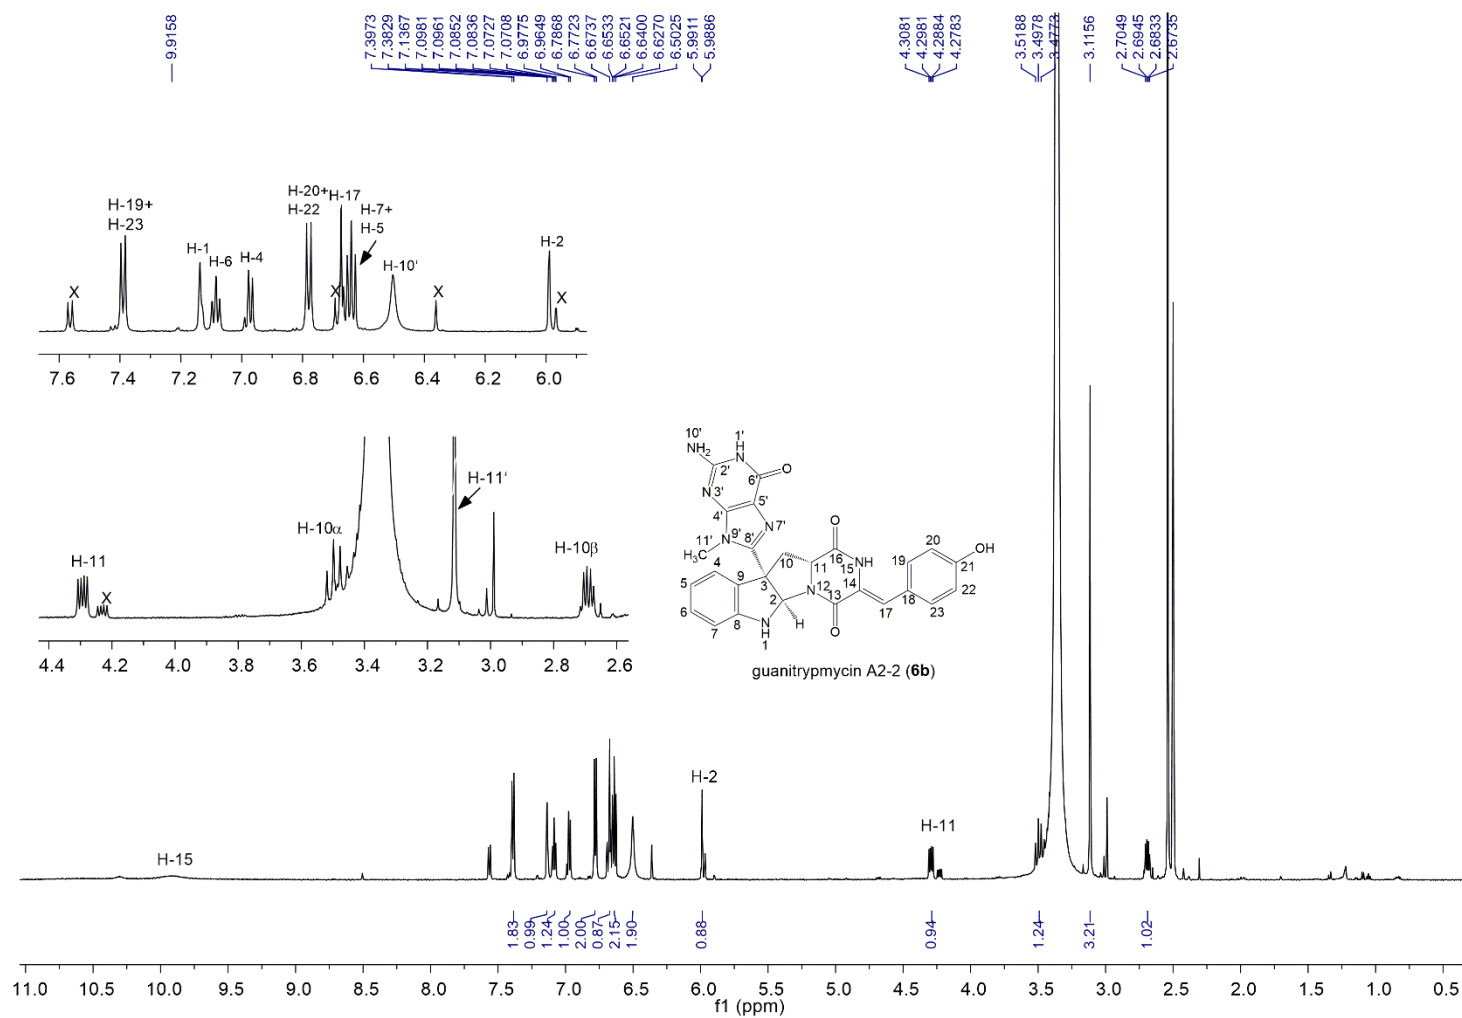 9.9158
7.3973
7.3829
7.1367
7.0981
7.0961
7.0852
7.0836
7.0727
7.0708
6.9775
6.9649
6.7868
6.7723
6.6737
6.6533
6.6521
6.6400
6.6270
6.5025
5.9911
5.9886
4.3081
4.2981
4.2884
4.2783
3.5188
3.4978
3.4773
3.1156
2.7049
2.6945
2.6833
2.6735
H-19+
H-23
H-1
H-6
H-4
H-20+
H-22
H-17
H-7+
H-5
H-10'
H-2
X
X
X
X
7.6 7.4 7.2 7.0 6.8 6.6 6.4 6.2 6.0
H-11
X
H-10α
H-11'
H-10β
4.4 4.2 4.0 3.8 3.6 3.4 3.2 3.0 2.8 2.6
10' 1'
NH2 H
N
2' 6' O
N 3' 5'
4' N 7'
11' N 9' 8'
H3C
O
4 10 16 NH 19 20 OH
11 15 21
5 9 3 N 12 14 18 22
6 2 13 17 23
7 8 N H O
H 1
guanitrypmycin A2-2 (6b)
H-15
H-2
H-11
1.83
0.99
1.24
1.00
2.00
0.87
2.15
1.90
0.88
0.94
1.24
3.21
1.02
11.0 10.5 10.0 9.5 9.0 8.5 8.0 7.5 7.0 6.5 6.0 5.5 5.0 4.5 4.0 3.5 3.0 2.5 2.0 1.5 1.0 0.5
f1 (ppm)